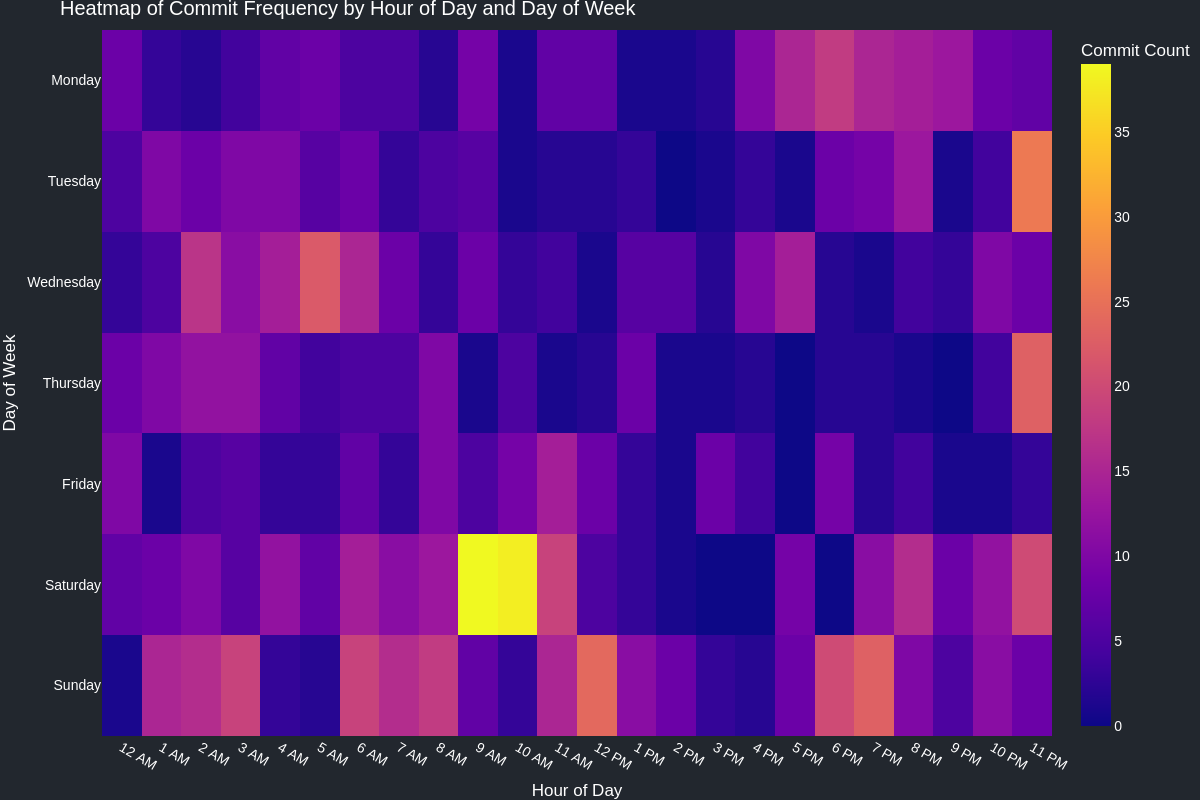 Heatmap of Commit Frequency by Hour of Day and Day of Week
Commit Count
Monday
Tuesday
Wednesday
Thursday
Friday
Saturday
Sunday
Day of Week
35
30
25
20
15
10
5
0
12 AM 1 AM 2 AM 3 AM 4 AM 5 AM 6 AM 7 AM 8 AM 9 AM 10 AM 11 AM 12 PM 1 PM 2 PM 3 PM 4 PM 5 PM 6 PM 7 PM 8 PM 9 PM 10 PM 11 PM
Hour of Day